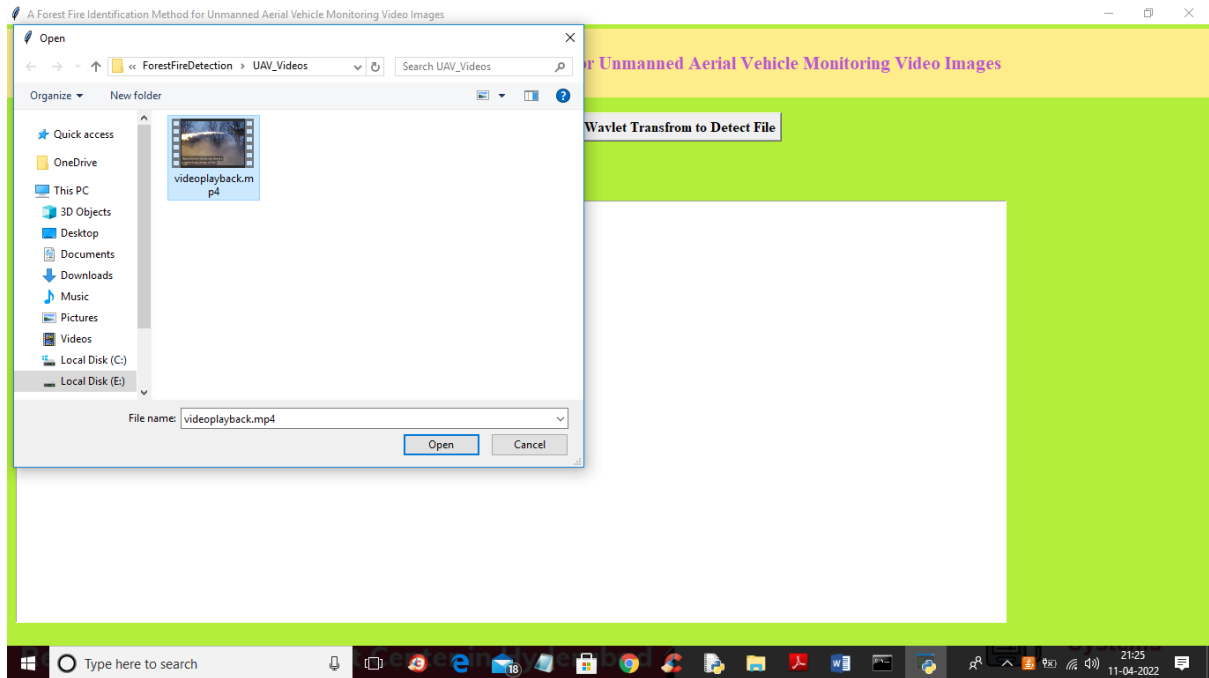 A Forest Fire Identification Method for Unmanned Aerial Vehicle Monitoring Video Images
Open
« ForestFireDetection › UAV_Videos
Search UAV_Videos
r Unmanned Aerial Vehicle Monitoring Video Images
Organize
New folder
Wavlet Transfrom to Detect File
Quick access
OneDrive
This PC
3D Objects
Desktop
Documents
Downloads
Music
Pictures
Videos
Local Disk (C:)
Local Disk (E:)
videoplayback.m
p4
File name:
videoplayback.mp4
Open
Cancel
Type here to search
18
21:25
11-04-2022